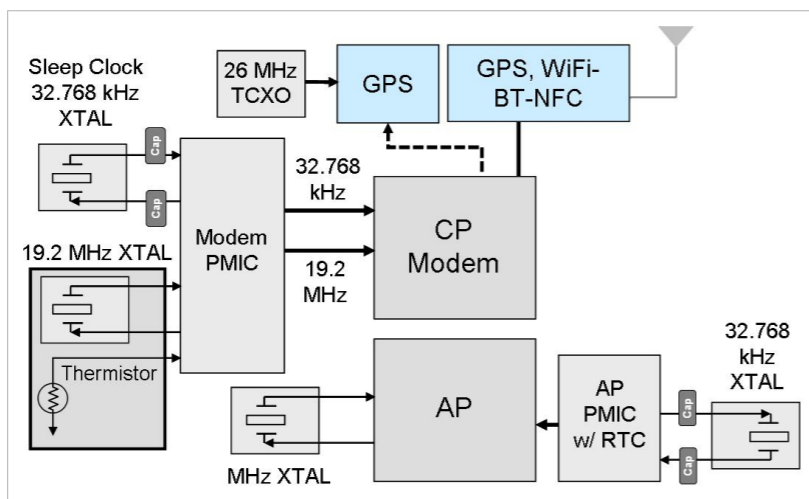 Sleep Clock
32.768 kHz
XTAL
Cap
Cap
26 MHz
TCXO
GPS
GPS, WiFi-
BT-NFC
Modem
PMIC
32.768
kHz
19.2
MHz
CP
Modem
19.2 MHz XTAL
Thermistor
MHz XTAL
AP
AP
PMIC
w/ RTC
Cap
Cap
32.768
kHz
XTAL